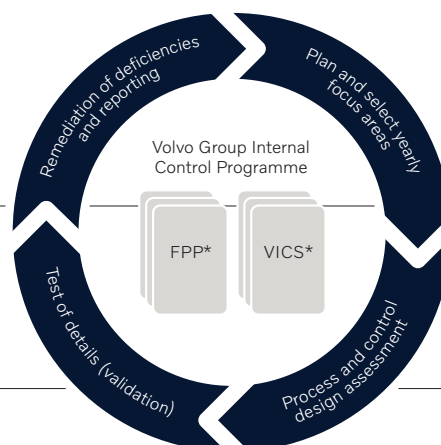 Remediation of deficiencies
and reporting
Plan and select yearly
focus areas
Volvo Group Internal
Control Programme
FPP*
VICS*
Test of details (validation)
Process and control
design assessment